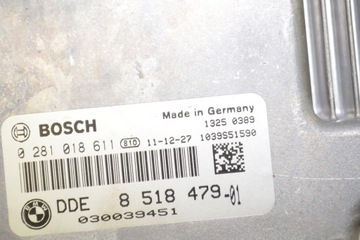 BOSCH
Made in Germany
1325 0389
0 281 018 611 810 11-12-27 1039S51590
DDE 8 518 479-01
030039451